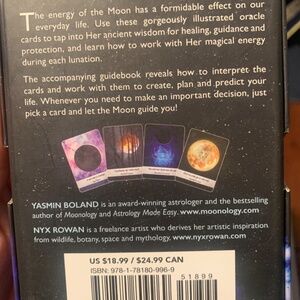 The energy of the Moon has a formidable effect on our
everyday life. Use these gorgeously illustrated oracle
cards to tap into Her ancient wisdom for healing, guidance and
protection, and learn how to work with Her magical energy
during each lunation.
The accompanying guidebook reveals how to interpret the
cards and work with them to create, plan and predict your
life. Whenever you need to make an important decision, just
pick a card and let the Moon guide you!
YASMIN BOLAND is an award-winning astrologer and the bestselling
author of Moonology and Astrology Made Easy. www.moonology.com
NYX ROWAN is a freelance artist who derives her artistic inspiration
from wildlife, botany, space and mythology. www.nyxrowan.com
US $18.99 / $24.99 CAN
ISBN: 978-1-78180-996-9
51899